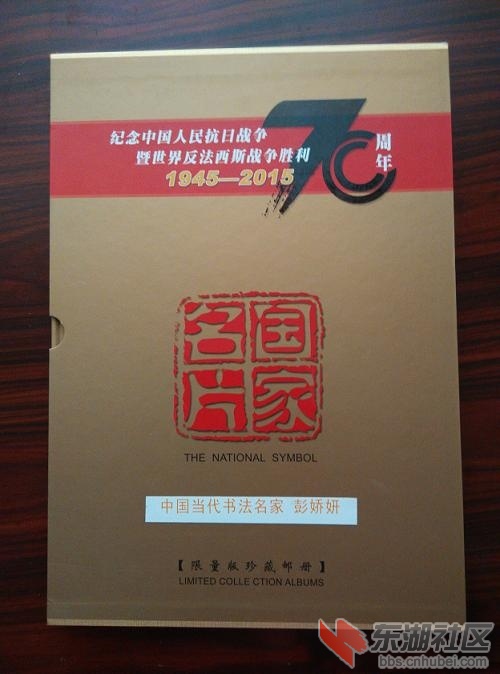 纪念中国人民抗日战争
暨世界反法西斯战争胜利
1945—2015
70
周年
国家
名片
THE NATIONAL SYMBOL
中国当代书法名家 彭娇妍
【限量版珍藏邮册】
LIMITED COLLE CTION ALBUMS
东湖社区
bbs.cnhubei.com